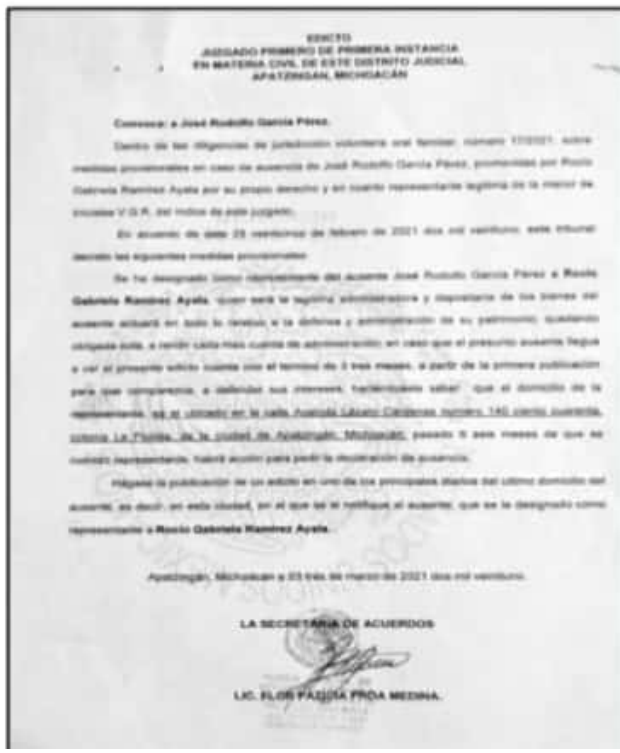 EDICTO
JUZGADO PRIMERO DE PRIMERA INSTANCIA
EN MATERIA CIVIL DE ESTE DISTRITO JUDICIAL
APATZINGÁN, MICHOACÁN
Convoca: a José Rodolfo García Pérez.
Dentro de las diligencias de jurisdicción voluntaria oral familiar, número 17/2021, sobre
medidas provisionales en caso de ausencia de José Rodolfo García Pérez, promovidas por Rocío
Gabriela Ramírez Ayala por su propio derecho y en cuanto representante legítima de la menor de
iniciales V.G.R. del índice de este juzgado.
En acuerdo de data 25 veinticinco de febrero de 2021 dos mil veintiuno, este tribunal
decretó las siguientes medidas provisionales:
Se ha designado como representante del ausente José Rodolfo García Pérez a Rocío
Gabriela Ramírez Ayala, quien será la legítima administradora y depositaria de los bienes del
ausente actuará en todo lo relativo a la defensa y administración de su patrimonio, quedando
obligada a rendir cada mes cuenta de administración; en caso que el presunto ausente llegue
a ver el presente edicto cuenta con el término de 3 tres meses, a partir de la primera publicación
para que comparezca, a defender sus intereses, haciéndosele saber que el domicilio de la
representante, es el ubicado en la calle Avenida Lázaro Cárdenas número 140 ciento cuarenta,
colonia La Florida, de la ciudad de Apatzingán, Michoacán; pasado 6 seis meses de que se
nombró representante, habrá acción para pedir la declaración de ausencia.
Hágase la publicación de un edicto en uno de los principales diarios del último domicilio del
ausente, es decir, en esta ciudad, en el que se le notifique al ausente, que se le designado como
representante a Rocío Gabriela Ramírez Ayala.
Apatzingán, Michoacán a 03 tres de marzo de 2021 dos mil veintiuno.
LA SECRETARIA DE ACUERDOS
LIC. FLOR MEDINA.